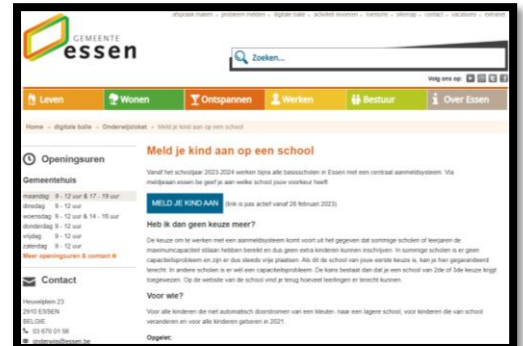 afspraak maken - probleem melden - digitale balie - activiteit invoeren - toerisme - sitemap - contact - vacatures - extranet
GEMEENTE
essen
Zoeken...
Volg ons op:
Leven
Wonen
Ontspannen
Werken
Bestuur
Over Essen
Home - digitale balie - Onderwijsloket - Meld je kind aan op een school
Openingsuren
Gemeentehuis
maandag 9 - 12 uur & 17 - 19 uur
dinsdag 9 - 12 uur
woensdag 9 - 12 uur & 14 - 16 uur
donderdag 9 - 12 uur
vrijdag 9 - 12 uur
zaterdag 9 - 12 uur
Meer openingsuren & contact
Contact
Heuvelplein 23
2910 ESSEN
BELGIE
03 670 01 56
onderwijs@essen.be
Meld je kind aan op een school
Vanaf het schooljaar 2023-2024 werken bijna alle basisscholen in Essen met een centraal aanmeldsysteem. Via
meldjeaan.essen.be geef je aan welke school jouw voorkeur heeft.
MELD JE KIND AAN (link is pas actief vanaf 28 februari 2023)
Heb ik dan geen keuze meer?
De keuze om te werken met een aanmeldsysteem komt voort uit het gegeven dat sommige scholen of leerjaren de
maximumcapaciteit stilaan hebben bereikt en dus geen extra kinderen kunnen inschrijven. In sommige scholen is er geen
capaciteitsprobleem en zijn er dus steeds vrije plaatsen. Als dit de school van jouw eerste keuze is, kan je hier gegarandeerd
terecht. In andere scholen is er wél een capaciteitsprobleem. De kans bestaat dan dat je een school van 2de of 3de keuze krijgt
toegewezen. Op de website van de school vind je terug hoeveel leerlingen er terecht kunnen.
Voor wie?
Voor alle kinderen die niet automatisch doorstromen van een kleuter- naar een lagere school, voor kinderen die van school
veranderen en voor alle kinderen geboren in 2021.
Opgelet: